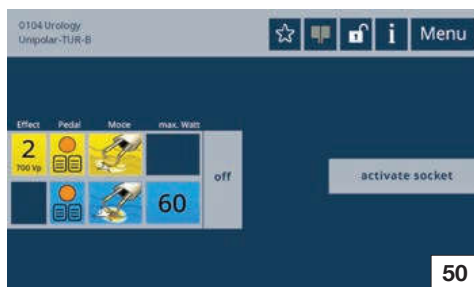 0104 Urology
Unipolar-TUR-B
i Menu
Effect Pedal Mode max. Watt
2
700 Vp
off
activate socket
60
50